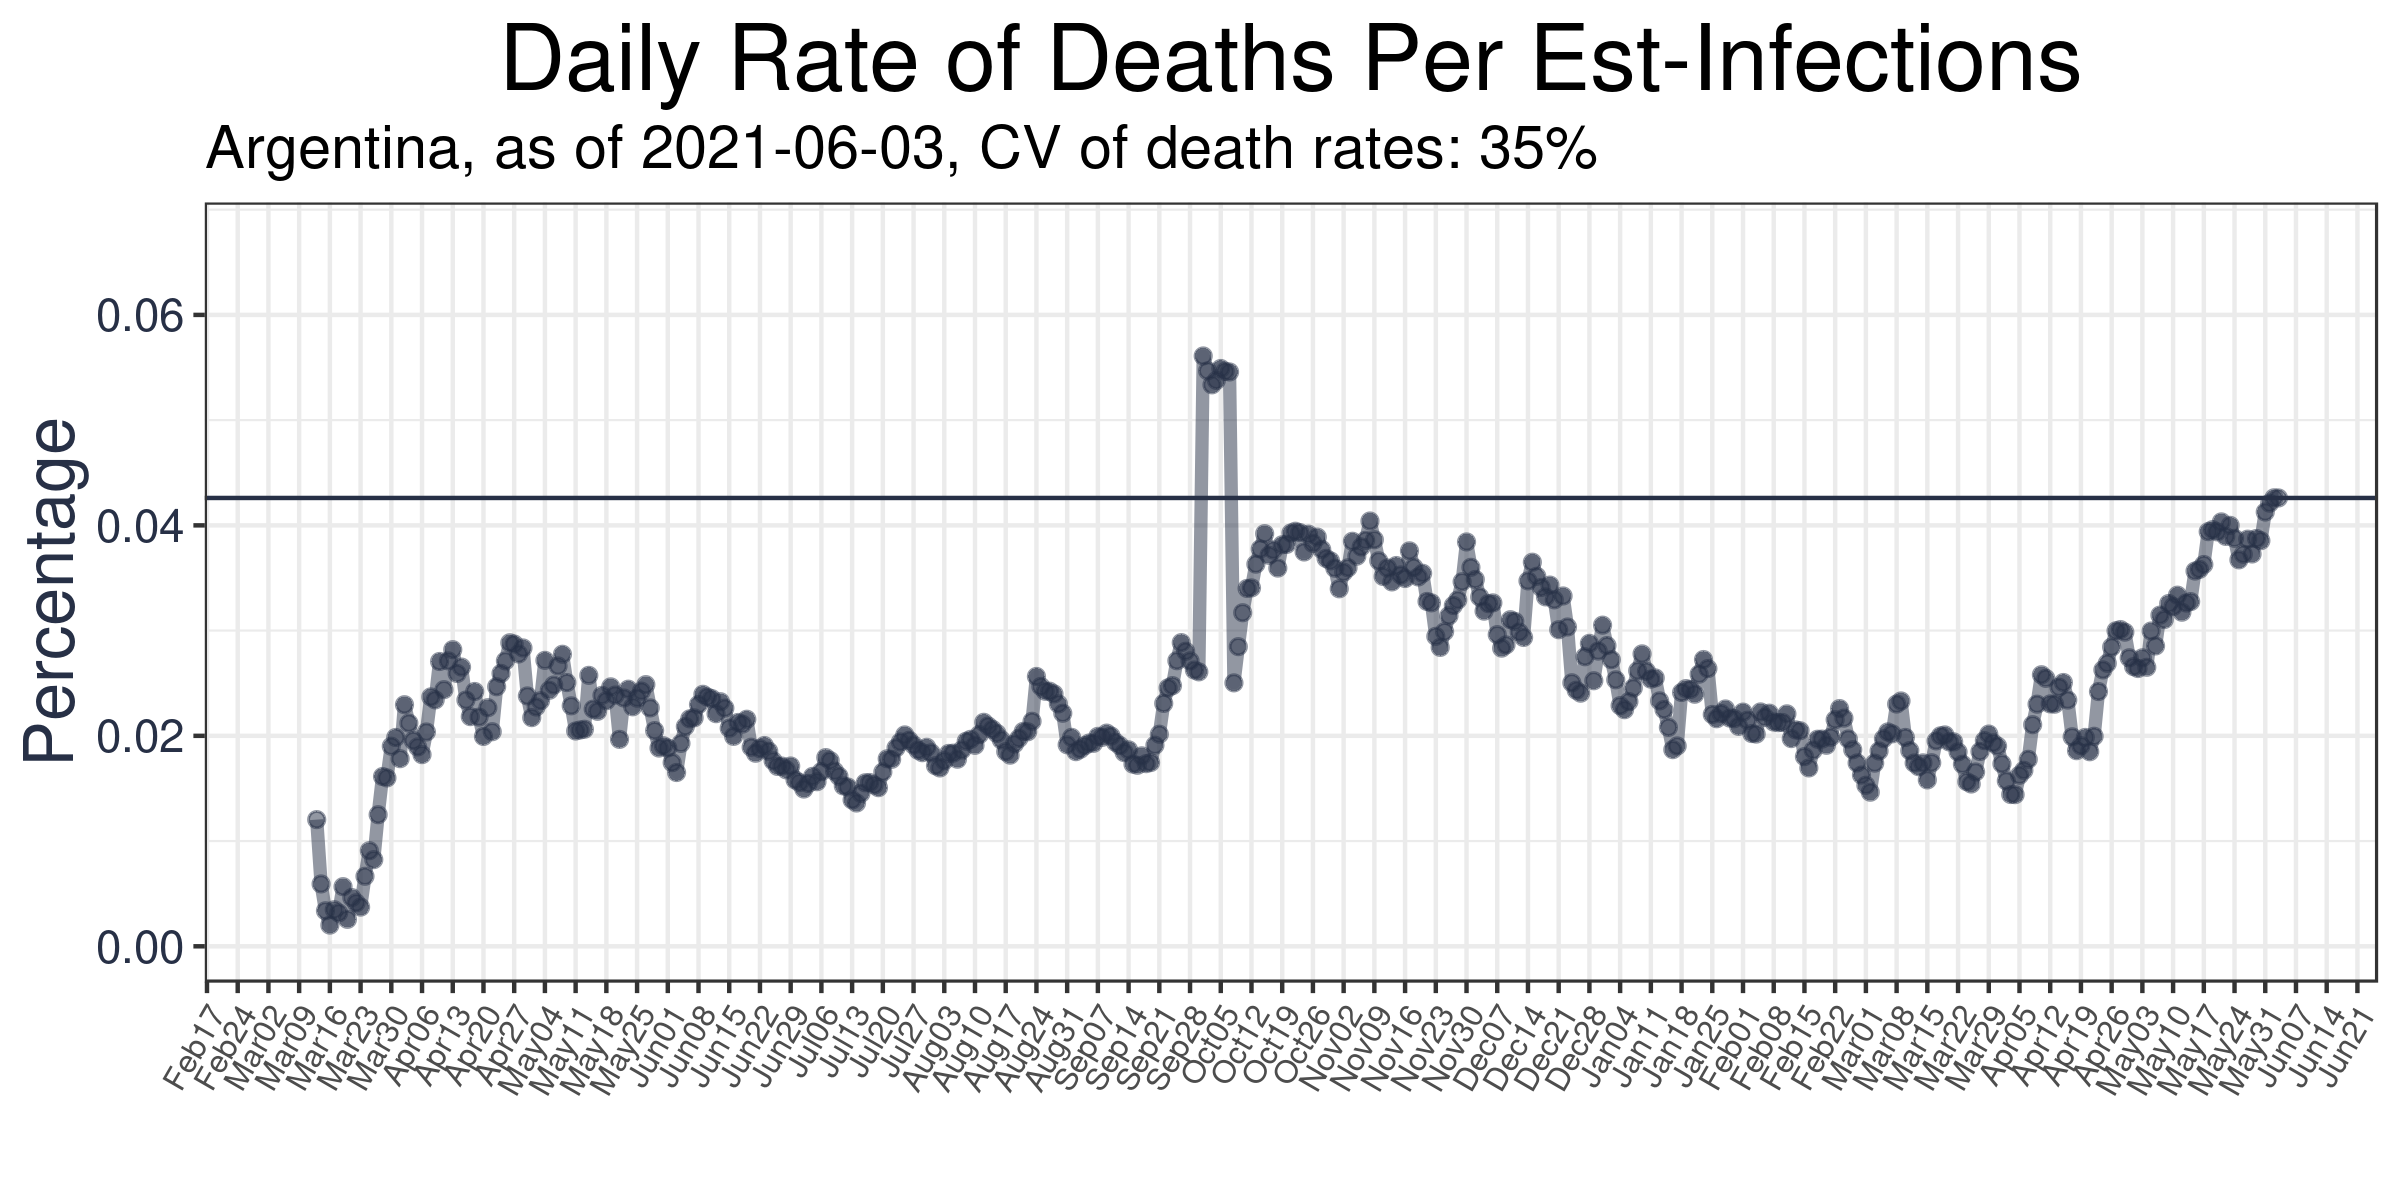 Daily Rate of Deaths Per Est-Infections
Argentina, as of 2021-06-03, CV of death rates: 35%
Percentage
0.06
0.04
0.02
0.00
Feb17
Feb24
Mar02
Mar09
Mar16
Mar23
Mar30
Apr06
Apr13
Apr20
Apr27
May04
May11
May18
May25
Jun01
Jun08
Jun15
Jun22
Jun29
Jul06
Jul13
Jul20
Jul27
Aug03
Aug10
Aug17
Aug24
Aug31
Sep07
Sep14
Sep21
Sep28
Oct05
Oct12
Oct19
Oct26
Nov02
Nov09
Nov16
Nov23
Nov30
Dec07
Dec14
Dec21
Dec28
Jan04
Jan11
Jan18
Jan25
Feb01
Feb08
Feb15
Feb22
Mar01
Mar08
Mar15
Mar22
Mar29
Apr05
Apr12
Apr19
Apr26
May03
May10
May17
May24
May31
Jun07
Jun14
Jun21